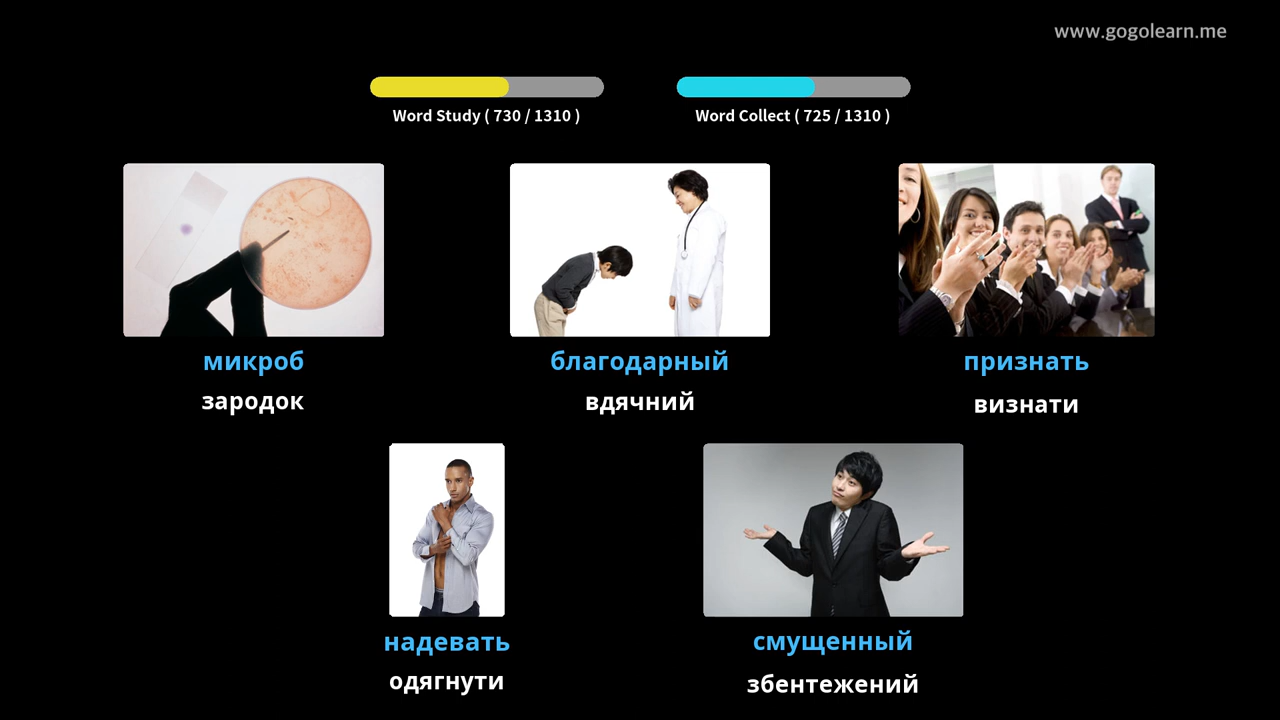 www.gogolearn.me
Word Study ( 730 / 1310 )
Word Collect ( 725 / 1310 )
микроб
зародок
благодарный
вдячний
признать
визнати
надевать
одягнути
смущенный
збентежений